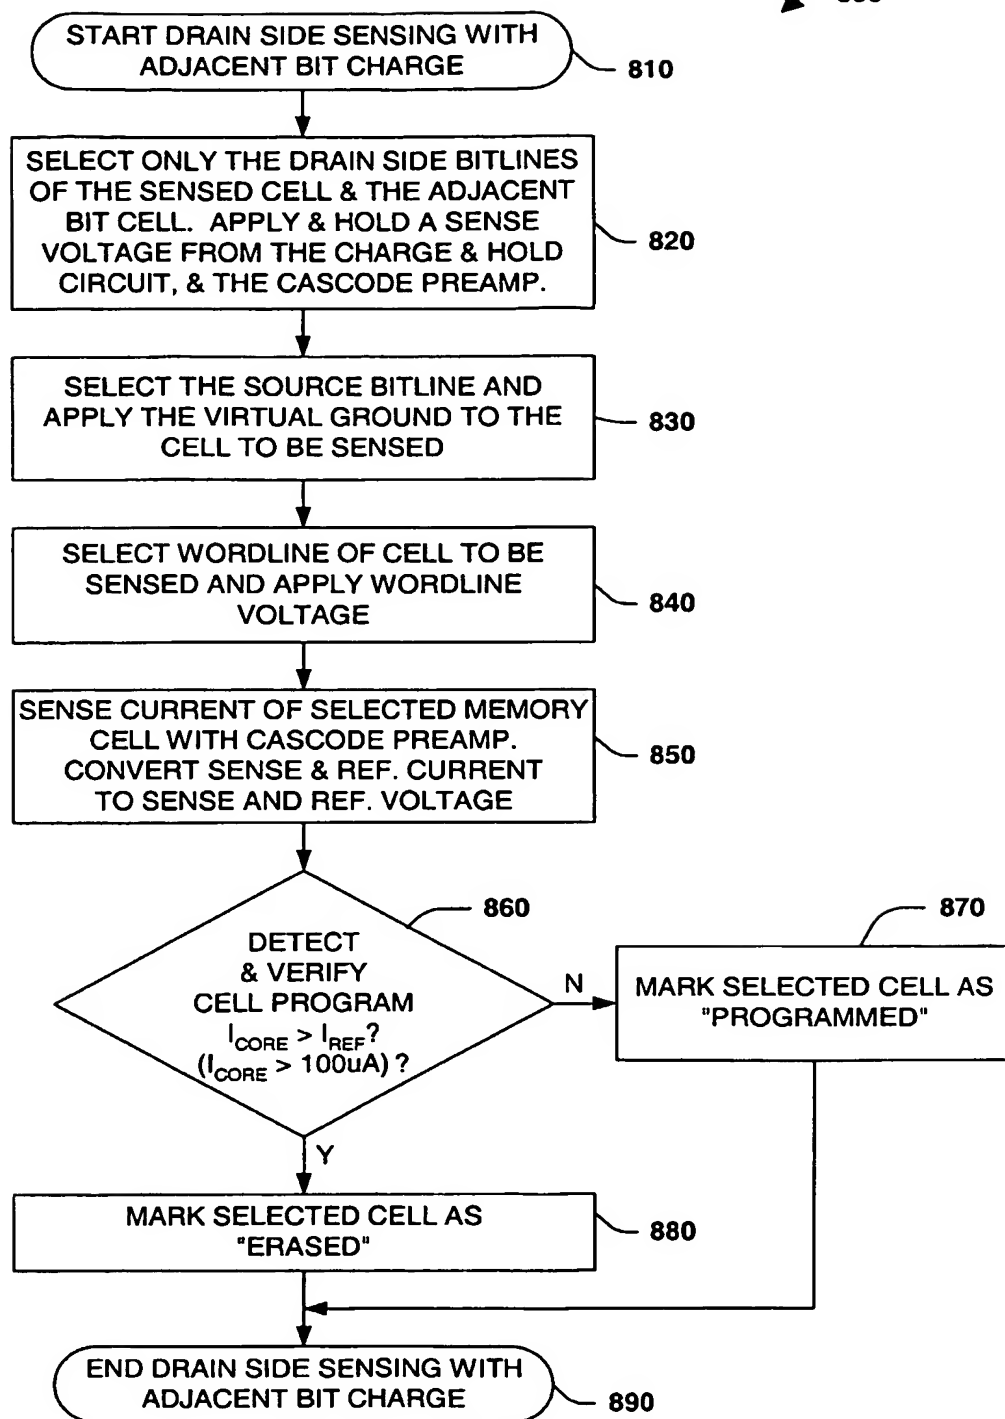 START DRAIN SIDE SENSING WITH
ADJACENT BIT CHARGE
810
SELECT ONLY THE DRAIN SIDE BITLINES
OF THE SENSED CELL & THE ADJACENT
BIT CELL. APPLY & HOLD A SENSE
VOLTAGE FROM THE CHARGE & HOLD
CIRCUIT, & THE CASCODE PREAMP.
820
SELECT THE SOURCE BITLINE AND
APPLY THE VIRTUAL GROUND TO THE
CELL TO BE SENSED
830
SELECT WORDLINE OF CELL TO BE
SENSED AND APPLY WORDLINE
VOLTAGE
840
SENSE CURRENT OF SELECTED MEMORY
CELL WITH CASCODE PREAMP.
CONVERT SENSE & REF. CURRENT
TO SENSE AND REF. VOLTAGE
850
DETECT
& VERIFY
CELL PROGRAM
I_CORE > I_REF?
(I_CORE > 100uA) ?
860
N
870
MARK SELECTED CELL AS
"PROGRAMMED"
Y
MARK SELECTED CELL AS
"ERASED"
880
END DRAIN SIDE SENSING WITH
ADJACENT BIT CHARGE
890